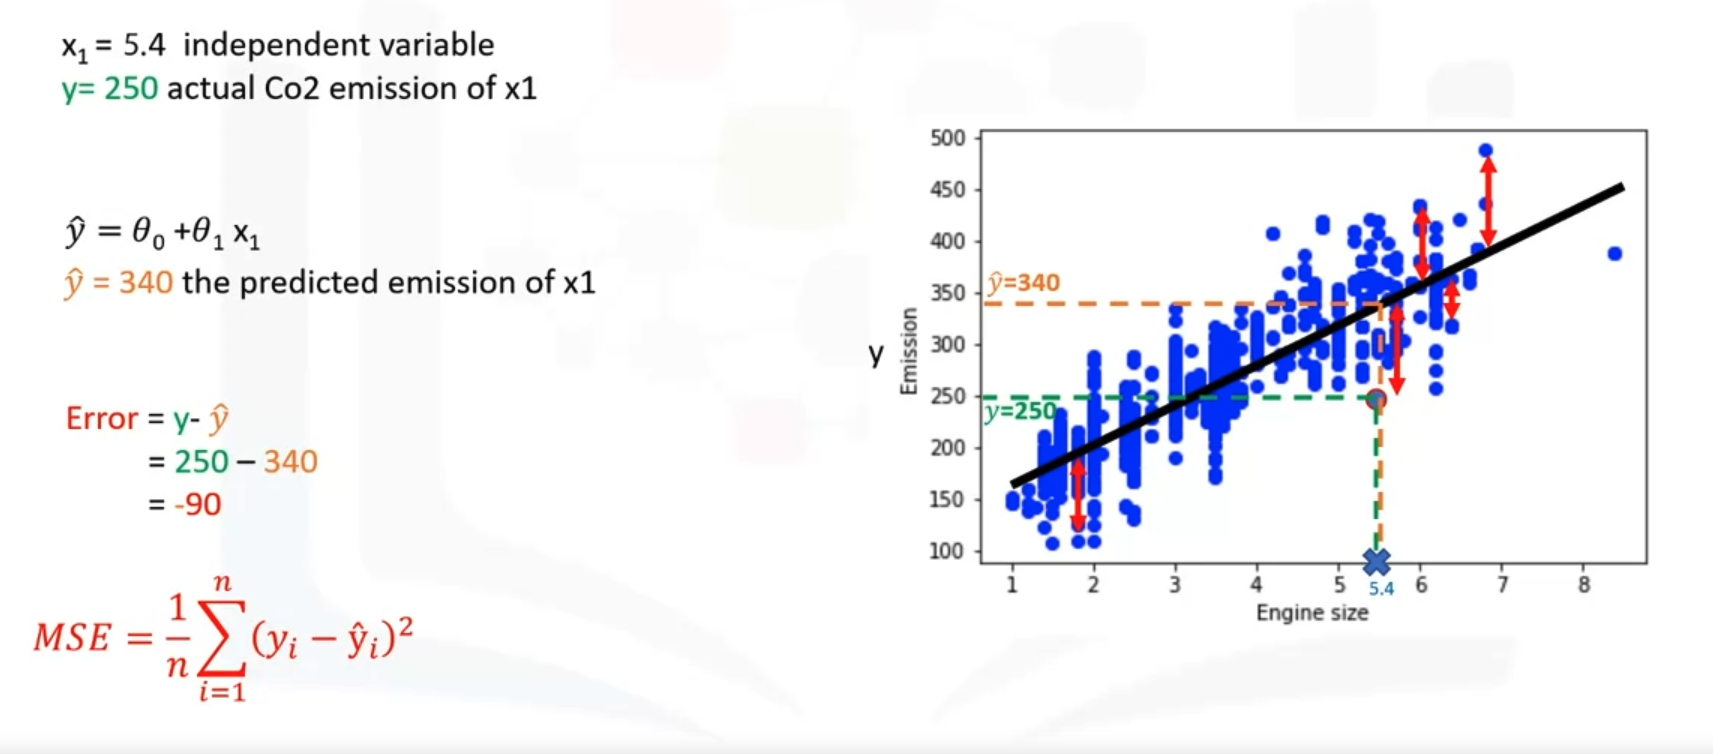 x₁ = 5.4 independent variable
y= 250 actual Co2 emission of x1
ŷ = θ₀ +θ₁ x₁
ŷ = 340 the predicted emission of x1
Error = y- ŷ
= 250 – 340
= -90
MSE = 1/n ∑ i=1 n (yᵢ − ŷᵢ)²
y
Emission
500
450
400
350
300
250
200
150
100
ŷ=340
y=250
1 2 3 4 5 5.4 6 7 8
Engine size